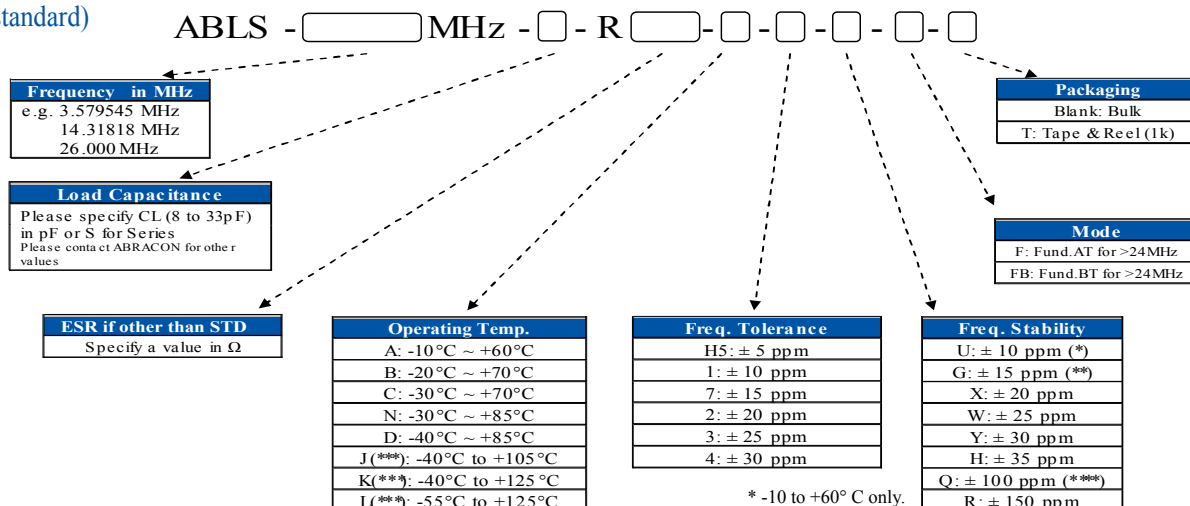 standard)
ABLS - MHz - - R - - - - -
Frequency in MHz
e.g. 3.579545 MHz
14.31818 MHz
26.000 MHz
Load Capacitance
Please specify CL (8 to 33pF)
in pF or S for Series
Please contact ABRACON for other
values
ESR if other than STD
Specify a value in Ω
Operating Temp.
A: -10°C ~ +60°C
B: -20°C ~ +70°C
C: -30°C ~ +70°C
N: -30°C ~ +85°C
D: -40°C ~ +85°C
J(***): -40°C to +105°C
K(***): -40°C to +125°C
L(***): -55°C to +125°C
Freq. Tolerance
H5: ± 5 ppm
1: ± 10 ppm
7: ± 15 ppm
2: ± 20 ppm
3: ± 25 ppm
4: ± 30 ppm
* -10 to +60° C only.
Freq. Stability
U: ± 10 ppm (*)
G: ± 15 ppm (**)
X: ± 20 ppm
W: ± 25 ppm
Y: ± 30 ppm
H: ± 35 ppm
Q: ± 100 ppm (****)
R: ± 150 ppm
Mode
F: Fund.AT for >24MHz
FB: Fund.BT for >24MHz
Packaging
Blank: Bulk
T: Tape & Reel (1k)